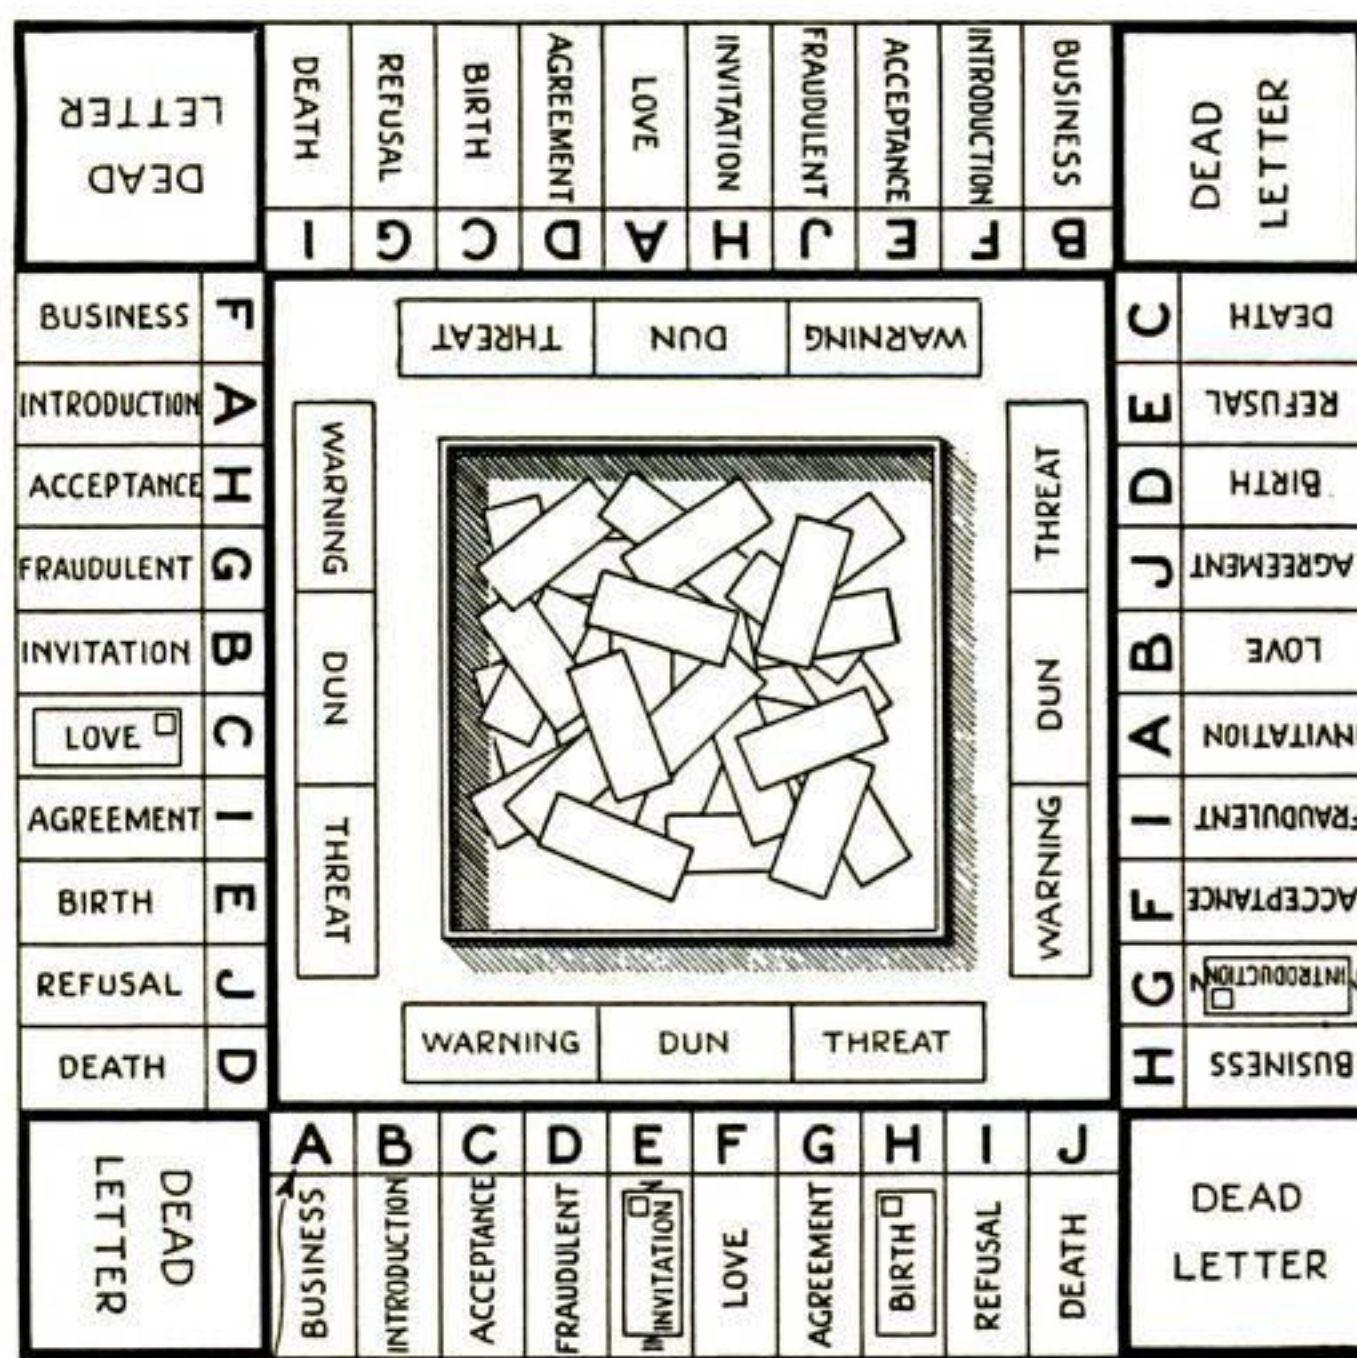 DEAD
LETTER
DEATH
REFUSAL
BIRTH
AGREEMENT
LOVE
INVITATION
FRAUDULENT
ACCEPTANCE
INTRODUCTION
BUSINESS
I
G
C
D
A
H
J
E
F
B
DEAD
LETTER
BUSINESS F
INTRODUCTION A
ACCEPTANCE H
FRAUDULENT G
INVITATION B
LOVE C
AGREEMENT I
BIRTH E
REFUSAL J
DEATH D
THREAT
DUN
WARNING
WARNING
DUN
THREAT
THREAT
DUN
WARNING
WARNING
DUN
THREAT
C DEATH
E REFUSAL
D BIRTH
J AGREEMENT
B LOVE
A INVITATION
I FRAUDULENT
F ACCEPTANCE
G INTRODUCTION
H BUSINESS
DEAD
LETTER
A
B
C
D
E
F
G
H
I
J
BUSINESS
INTRODUCTION
ACCEPTANCE
FRAUDULENT
INVITATION
LOVE
AGREEMENT
BIRTH
REFUSAL
DEATH
DEAD
LETTER